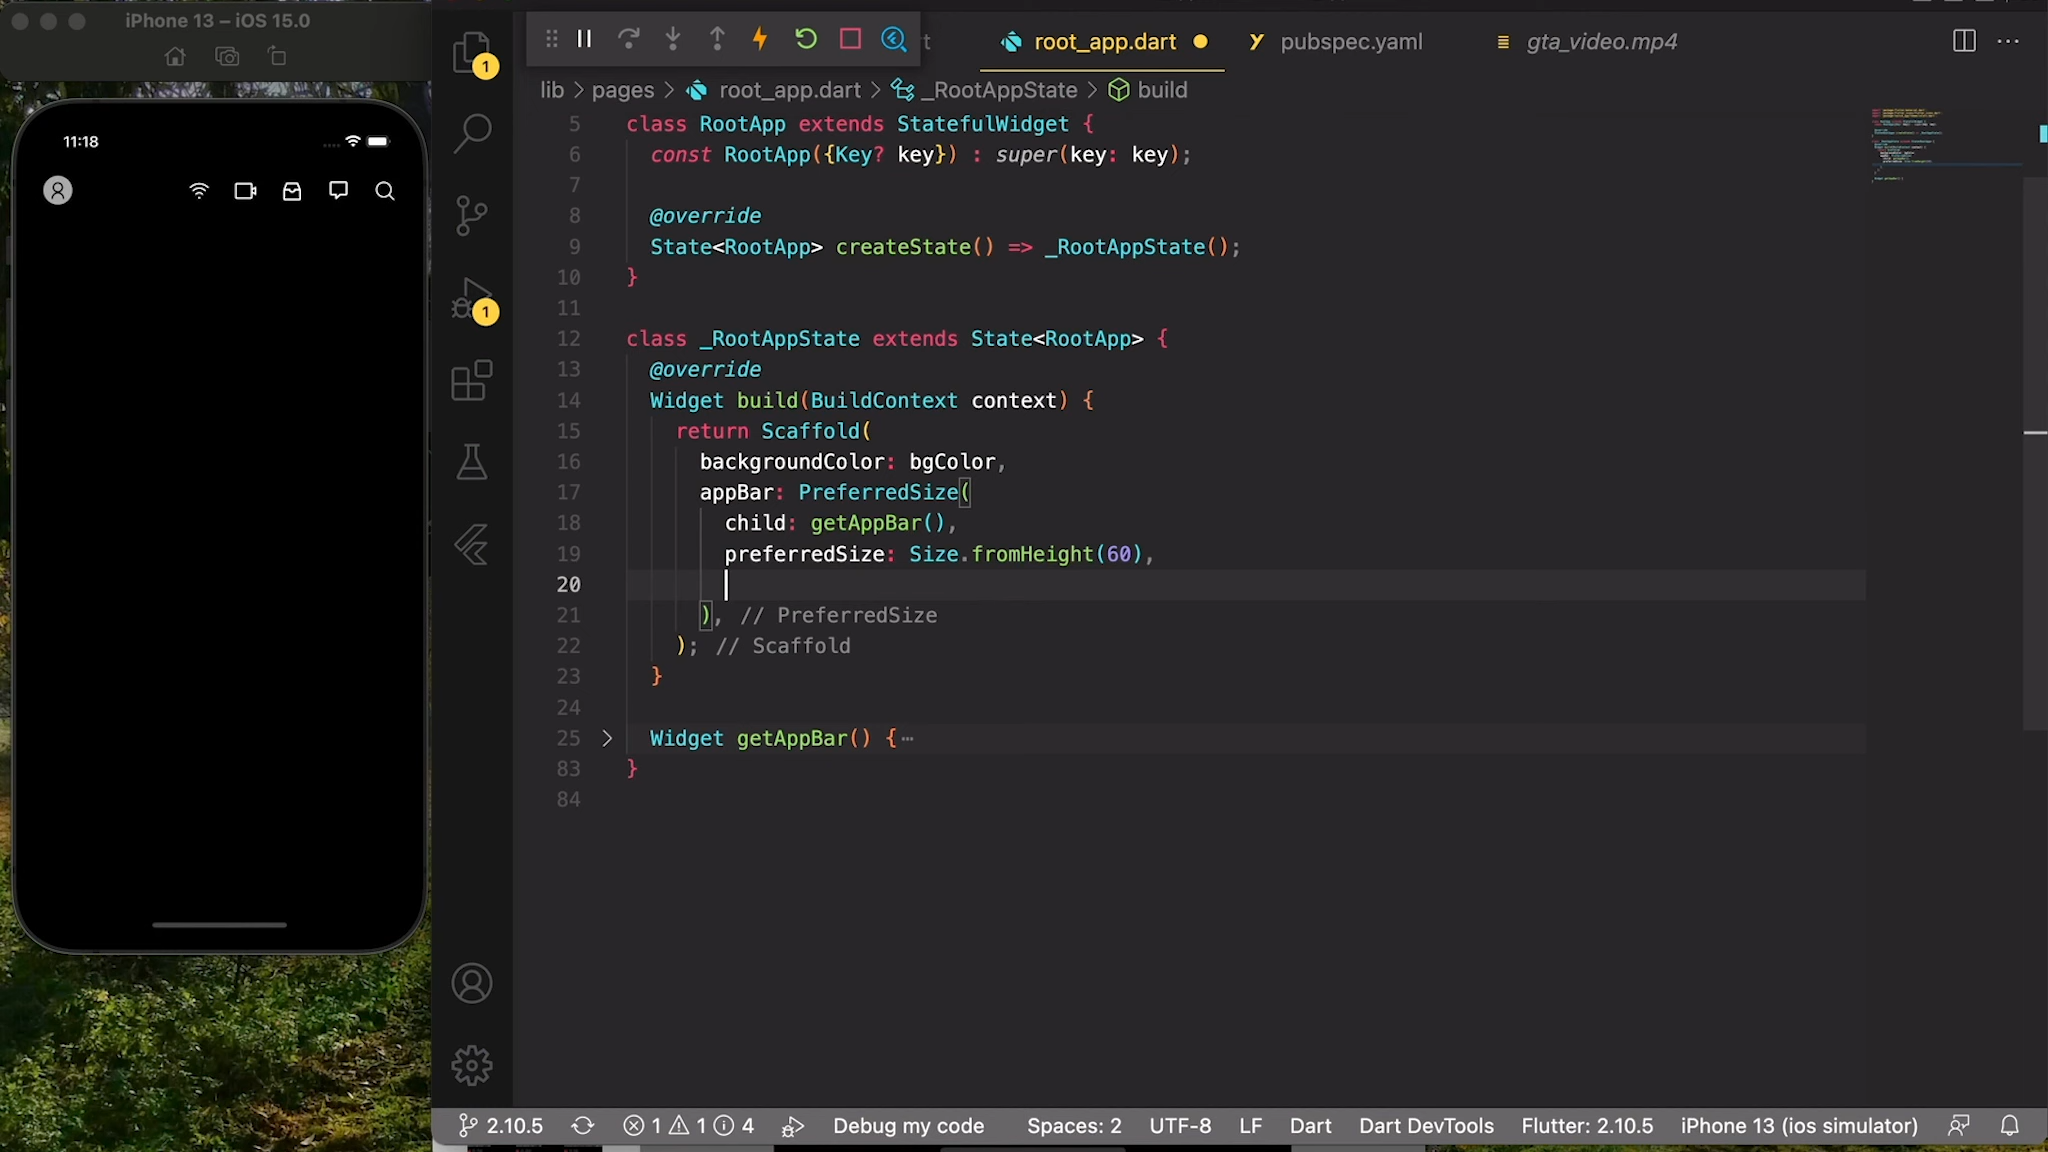 iPhone 13 – iOS 15.0
11:18
1
1
t
root_app.dart
pubspec.yaml
gta_video.mp4
lib > pages > root_app.dart > _RootAppState > build
5 class RootApp extends StatefulWidget {
6 const RootApp({Key? key}) : super(key: key);
7
8 @override
9 State<RootApp> createState() => _RootAppState();
10 }
11
12 class _RootAppState extends State<RootApp> {
13 @override
14 Widget build(BuildContext context) {
15 return Scaffold(
16 backgroundColor: bgColor,
17 appBar: PreferredSize(
18 child: getAppBar(),
19 preferredSize: Size.fromHeight(60),
20
21 ), // PreferredSize
22 ); // Scaffold
23 }
24
25 Widget getAppBar() {⋯
83 }
84
2.10.5 1 1 4 Debug my code Spaces: 2 UTF-8 LF Dart Dart DevTools Flutter: 2.10.5 iPhone 13 (ios simulator)